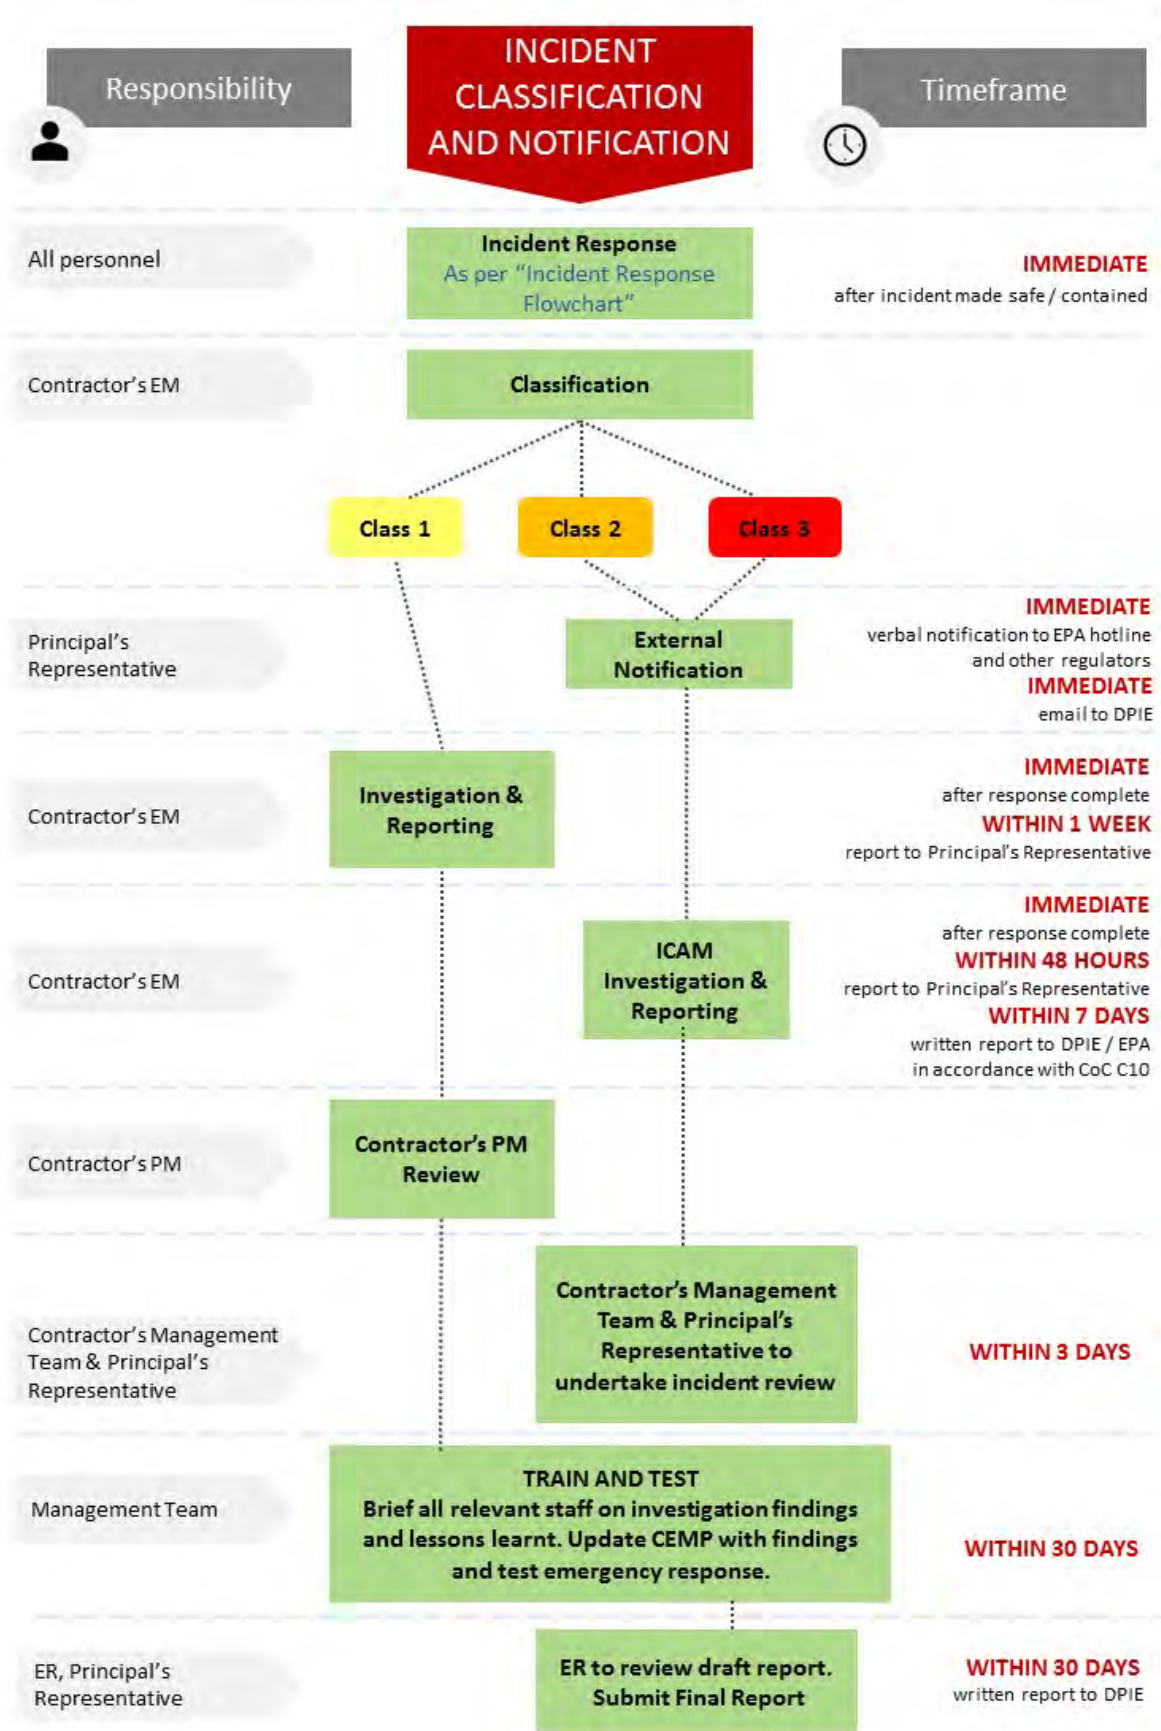 Responsibility
INCIDENT
CLASSIFICATION
AND NOTIFICATION
Timeframe
All personnel
Incident Response
As per “Incident Response
Flowchart”
IMMEDIATE
after incident made safe / contained
Contractor’s EM
Classification
Class 1
Class 2
Class 3
Principal’s
Representative
External
Notification
IMMEDIATE
verbal notification to EPA hotline
and other regulators
IMMEDIATE
email to DPIE
Contractor’s EM
Investigation &
Reporting
IMMEDIATE
after response complete
WITHIN 1 WEEK
report to Principal’s Representative
Contractor’s EM
ICAM
Investigation &
Reporting
IMMEDIATE
after response complete
WITHIN 48 HOURS
report to Principal’s Representative
WITHIN 7 DAYS
written report to DPIE / EPA
in accordance with CoC C10
Contractor’s PM
Contractor’s PM
Review
Contractor’s Management
Team & Principal’s
Representative
Contractor’s Management
Team & Principal’s
Representative to
undertake incident review
WITHIN 3 DAYS
Management Team
TRAIN AND TEST
Brief all relevant staff on investigation findings
and lessons learnt. Update CEMP with findings
and test emergency response.
WITHIN 30 DAYS
ER, Principal’s
Representative
ER to review draft report.
Submit Final Report
WITHIN 30 DAYS
written report to DPIE